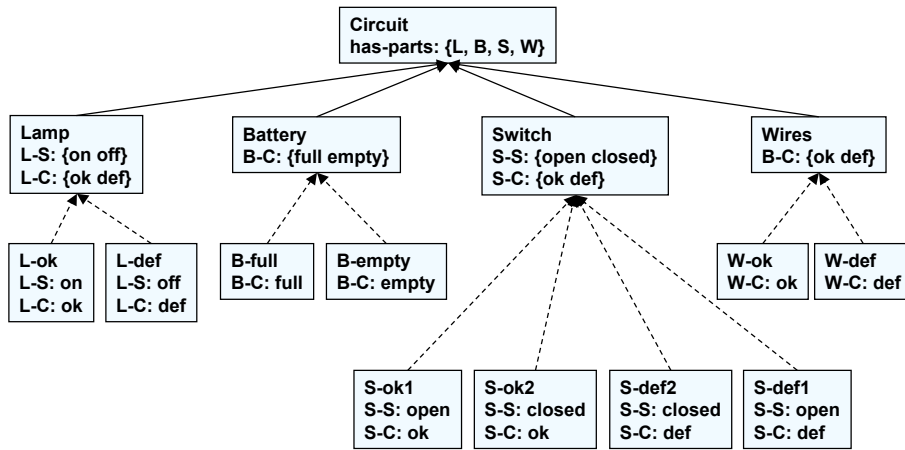 Circuit
has-parts: {L, B, S, W}
Lamp
L-S: {on off}
L-C: {ok def}
Battery
B-C: {full empty}
Switch
S-S: {open closed}
S-C: {ok def}
Wires
B-C: {ok def}
L-ok
L-S: on
L-C: ok
L-def
L-S: off
L-C: def
B-full
B-C: full
B-empty
B-C: empty
W-ok
W-C: ok
W-def
W-C: def
S-ok1
S-S: open
S-C: ok
S-ok2
S-S: closed
S-C: ok
S-def2
S-S: closed
S-C: def
S-def1
S-S: open
S-C: def